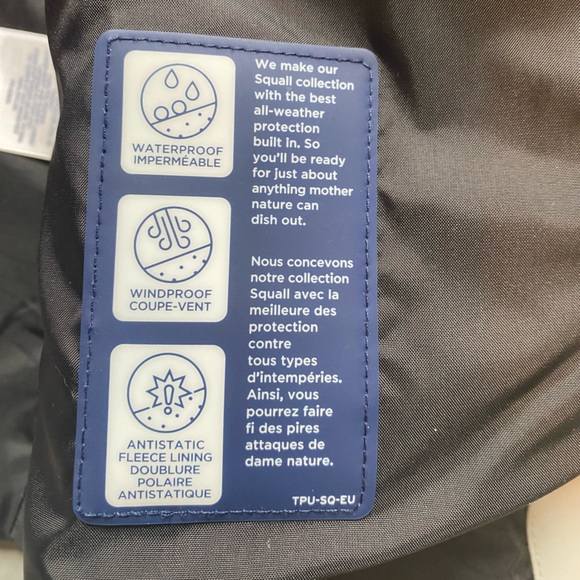 WATERPROOF
IMPERMÉABLE
WINDPROOF
COUPE-VENT
ANTISTATIC
FLEECE LINING
DOUBLURE
POLAIRE
ANTISTATIQUE
We make our
Squall collection
with the best
all-weather
protection
built in. So
you'll be ready
for just about
anything mother
nature can
dish out.
Nous concevons
notre collection
Squall avec la
meilleure des
protection
contre
tous types
d'intempéries.
Ainsi, vous
pourrez faire
fi des pires
attaques de
dame nature.
TPU-SQ-EU